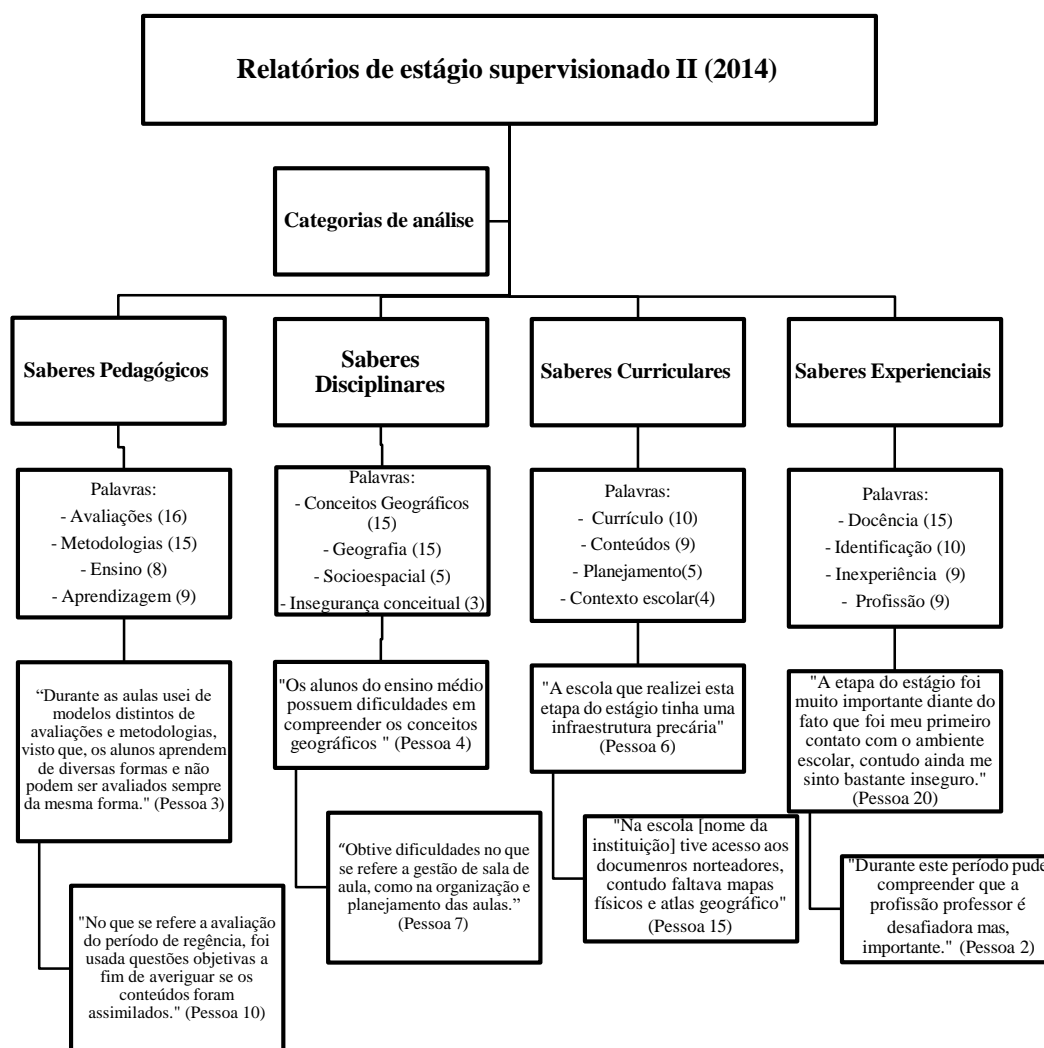 Relatórios de estágio supervisionado II (2014)
Categorias de análise
Saberes Pedagógicos
Saberes
Disciplinares
Saberes Curriculares
Saberes Experienciais
Palavras:
- Avaliações (16)
- Metodologias (15)
- Ensino (8)
- Aprendizagem (9)
Palavras:
- Conceitos Geográficos
(15)
- Geografia (15)
- Socioespacial (5)
- Insegurança conceitual (3)
Palavras:
- Currículo (10)
- Conteúdos (9)
- Planejamento(5)
- Contexto escolar(4)
Palavras:
- Docência (15)
- Identificação (10)
- Inexperiência (9)
- Profissão (9)
“Durante as aulas usei de
modelos distintos de
avaliações e metodologias,
visto que, os alunos aprendem
de diversas formas e não
podem ser avaliados sempre
da mesma forma." (Pessoa 3)
"Os alunos do ensino médio
possuem dificuldades em
compreender os conceitos
geográficos " (Pessoa 4)
"A escola que realizei esta
etapa do estágio tinha uma
infraestrutura precária"
(Pessoa 6)
"A etapa do estágio foi
muito importante diante do
fato que foi meu primeiro
contato com o ambiente
escolar, contudo ainda me
sinto bastante inseguro."
(Pessoa 20)
"No que se refere a avaliação
do período de regência, foi
usada questões objetivas a
fim de averiguar se os
conteúdos foram
assimilados." (Pessoa 10)
“Obtive dificuldades no que
se refere a gestão de sala de
aula, como na organização e
planejamento das aulas.”
(Pessoa 7)
"Na escola [nome da
instituição] tive acesso aos
documenros norteadores,
contudo faltava mapas
físicos e atlas geográfico"
(Pessoa 15)
"Durante este período pude
compreender que a
profissão professor é
desafiadora mas,
importante." (Pessoa 2)